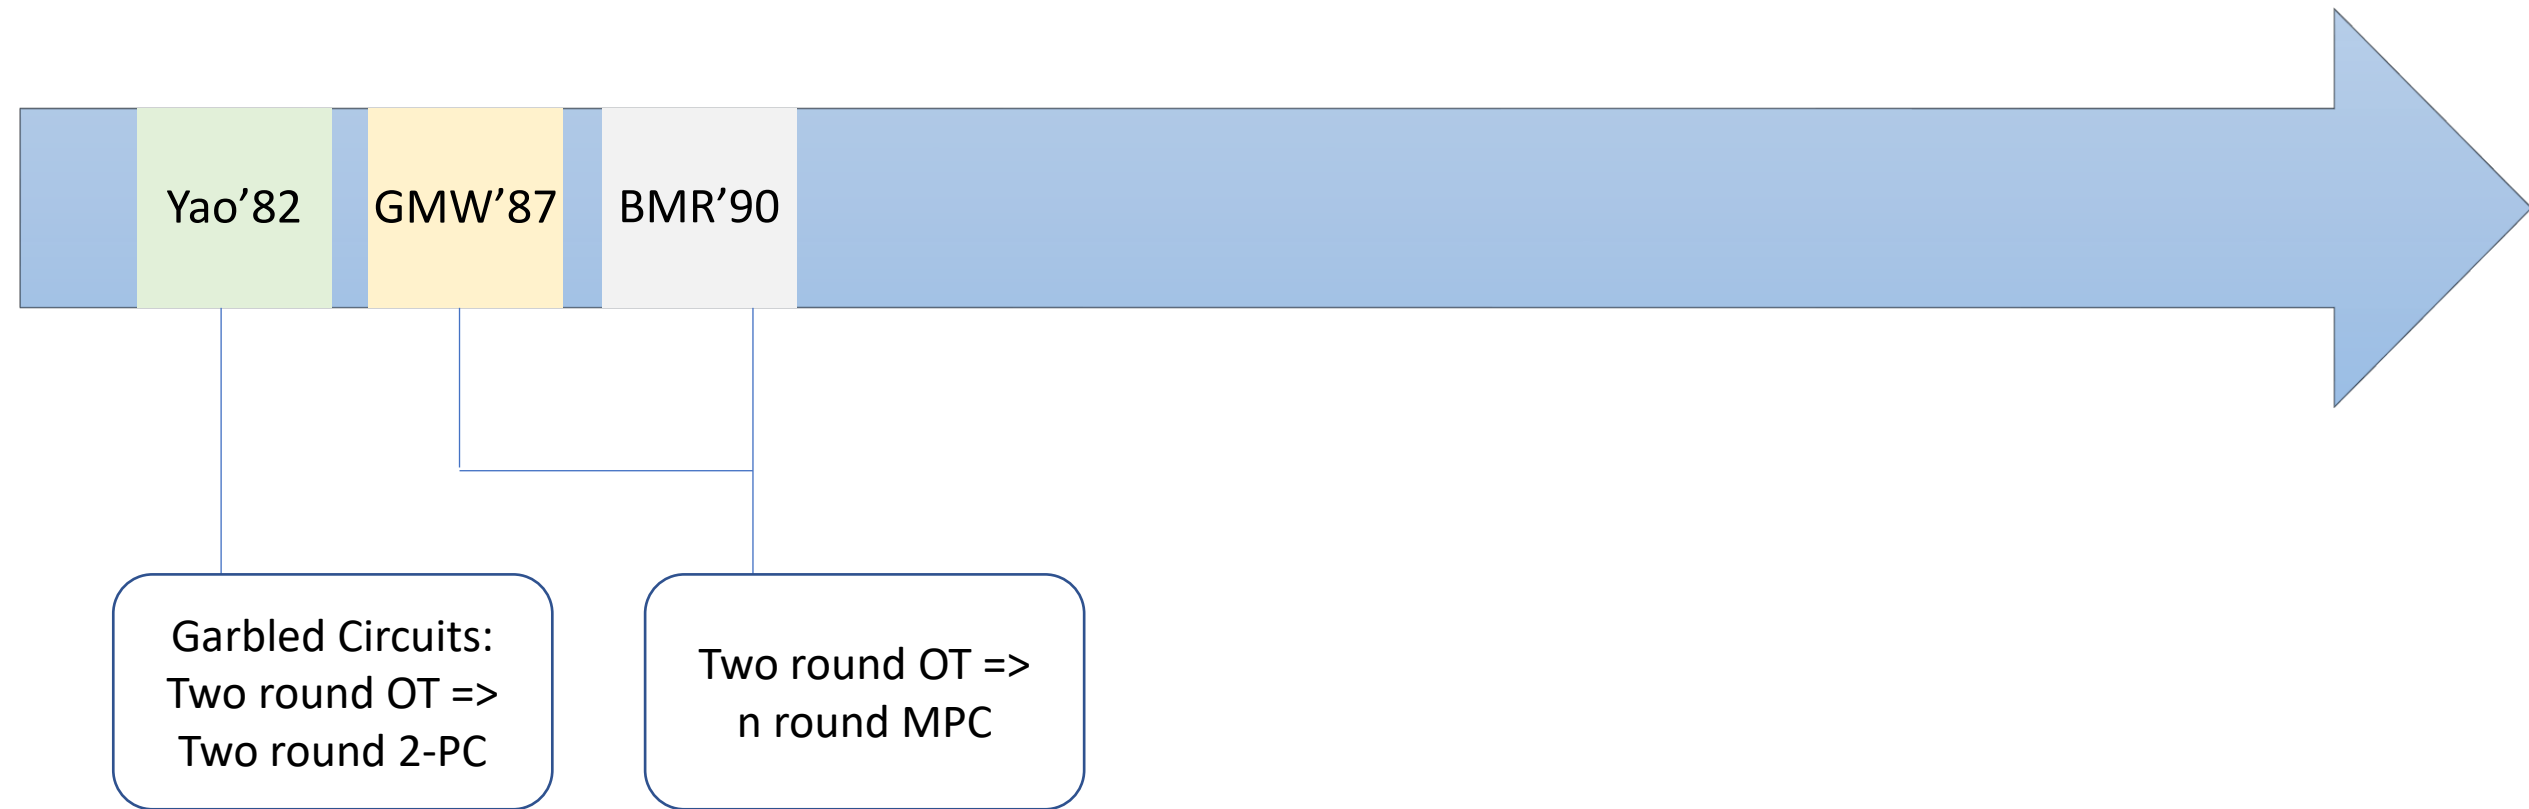 Yao’82
GMW’87
BMR’90
Garbled Circuits:
Two round OT =>
Two round 2-PC
Two round OT =>
n round MPC